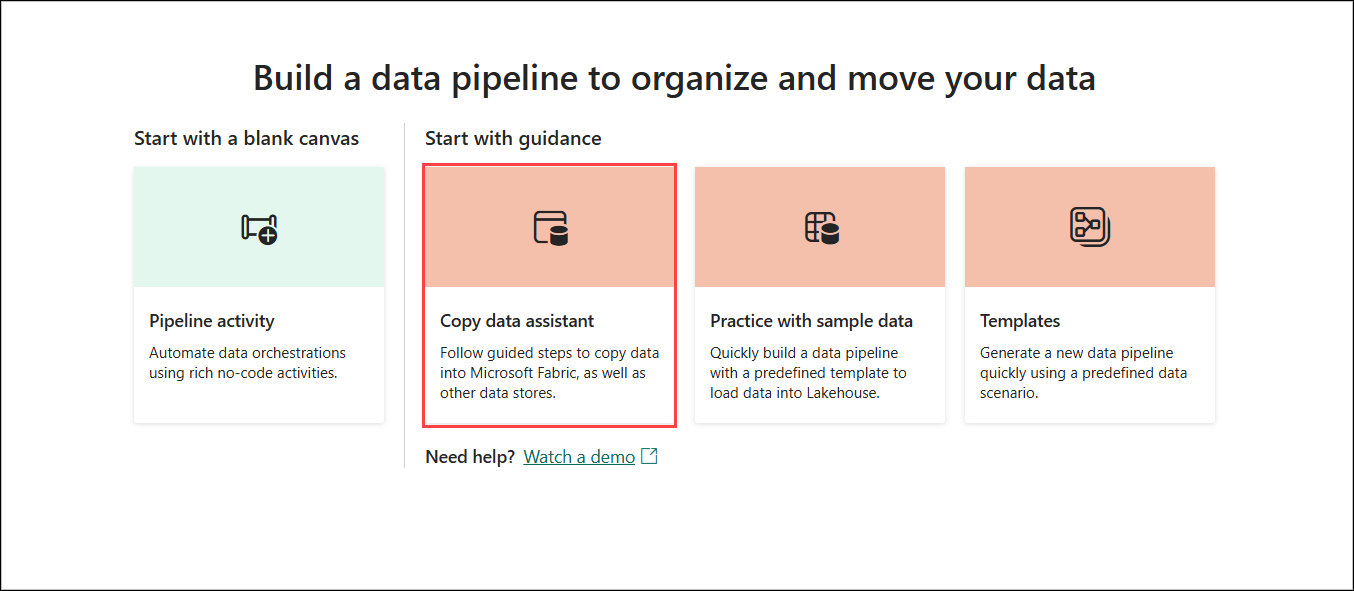 Build a data pipeline to organize and move your data
Start with a blank canvas
Pipeline activity
Automate data orchestrations
using rich no-code activities.
Start with guidance
Copy data assistant
Follow guided steps to copy data
into Microsoft Fabric, as well as
other data stores.
Practice with sample data
Quickly build a data pipeline
with a predefined template to
load data into Lakehouse.
Templates
Generate a new data pipeline
quickly using a predefined data
scenario.
Need help? Watch a demo